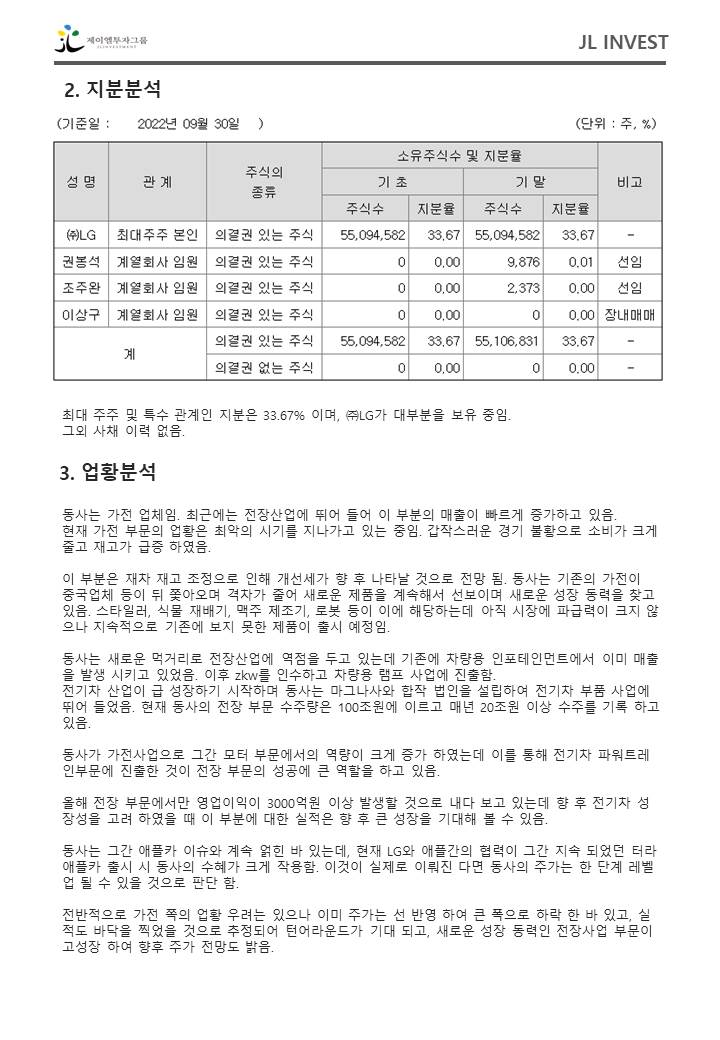 제이엘투자그룹
JLINVESTMENT
JL INVEST
2. 지분분석
(기준일 : 2022년 09월 30일 )
(단위 : 주, %)
성 명 관 계 주식의 종류 소유주식수 및 지분율 비고
기 초 기 말
주식수 지분율 주식수 지분율
㈜LG 최대주주 본인 의결권 있는 주식 55,094,582 33.67 55,094,582 33.67 -
권봉석 계열회사 임원 의결권 있는 주식 0 0.00 9,876 0.01 선임
조주완 계열회사 임원 의결권 있는 주식 0 0.00 2,373 0.00 선임
이상구 계열회사 임원 의결권 있는 주식 0 0.00 0 0.00 장내매매
계 의결권 있는 주식 55,094,582 33.67 55,106,831 33.67 -
의결권 없는 주식 0 0.00 0 0.00 -
최대 주주 및 특수 관계인 지분은 33.67% 이며, ㈜LG가 대부분을 보유 중임.
그외 사채 이력 없음.
3. 업황분석
동사는 가전 업체임. 최근에는 전장산업에 뛰어 들어 이 부분의 매출이 빠르게 증가하고 있음.
현재 가전 부문의 업황은 최악의 시기를 지나가고 있는 중임. 갑작스러운 경기 불황으로 소비가 크게
줄고 재고가 급증 하였음.
이 부분은 재차 재고 조정으로 인해 개선세가 향 후 나타날 것으로 전망 됨. 동사는 기존의 가전이
중국업체 등이 뒤 쫓아오며 격차가 줄어 새로운 제품을 계속해서 선보이며 새로운 성장 동력을 찾고
있음. 스타일러, 식물 재배기, 맥주 제조기, 로봇 등이 이에 해당하는데 아직 시장에 파급력이 크지 않
으나 지속적으로 기존에 보지 못한 제품이 출시 예정임.
동사는 새로운 먹거리로 전장산업에 역점을 두고 있는데 기존에 차량용 인포테인먼트에서 이미 매출
을 발생 시키고 있었음. 이후 zkw를 인수하고 차량용 램프 사업에 진출함.
전기차 산업이 급 성장하기 시작하며 동사는 마그나사와 합작 법인을 설립하여 전기차 부품 사업에
뛰어 들었음. 현재 동사의 전장 부문 수주량은 100조원에 이르고 매년 20조원 이상 수주를 기록 하고
있음.
동사가 가전사업으로 그간 모터 부문에서의 역량이 크게 증가 하였는데 이를 통해 전기차 파워트레
인부문에 진출한 것이 전장 부문의 성공에 큰 역할을 하고 있음.
올해 전장 부문에서만 영업이익이 3000억원 이상 발생할 것으로 내다 보고 있는데 향 후 전기차 성
장성을 고려 하였을 때 이 부분에 대한 실적은 향 후 큰 성장을 기대해 볼 수 있음.
동사는 그간 애플카 이슈와 계속 얽힌 바 있는데, 현재 LG와 애플간의 협력이 그간 지속 되었던 터라
애플카 출시 시 동사의 수혜가 크게 작용함. 이것이 실제로 이뤄진 다면 동사의 주가는 한 단계 레벨
업 될 수 있을 것으로 판단 함.
전반적으로 가전 쪽의 업황 우려는 있으나 이미 주가는 선 반영 하여 큰 폭으로 하락 한 바 있고, 실
적도 바닥을 찍었을 것으로 추정되어 턴어라운드가 기대 되고, 새로운 성장 동력인 전장사업 부문이
고성장 하여 향후 주가 전망도 밝음.